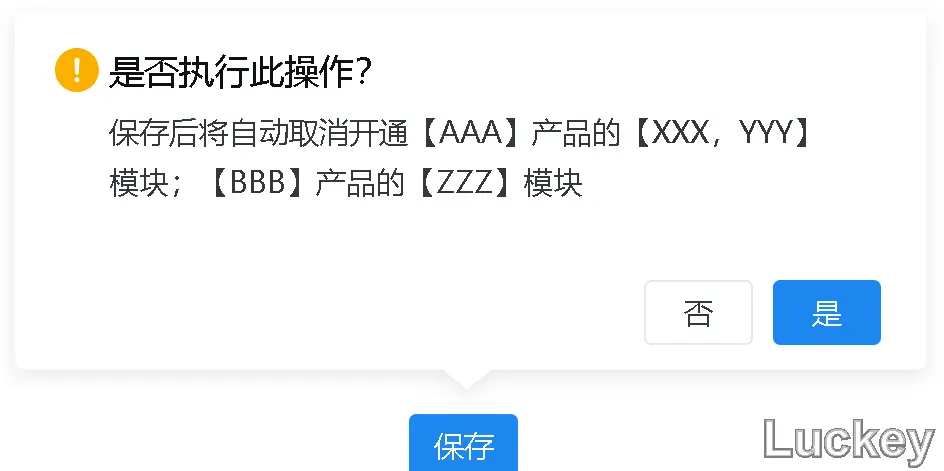 是否执行此操作？
保存后将自动取消开通【AAA】产品的【XXX，YYY】
模块；【BBB】产品的【ZZZ】模块
否 是
保存
Luckey